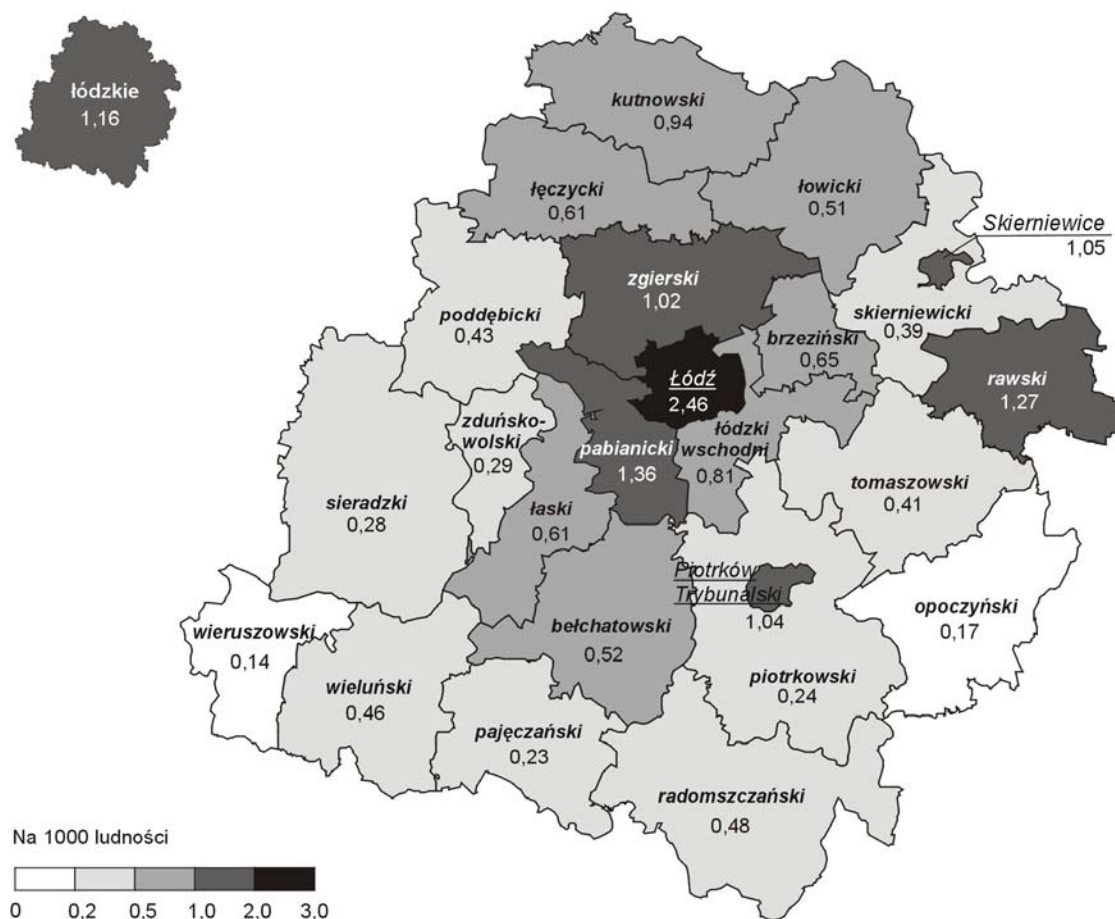 łódzkie
1,16
kutnowski
0,94
łęczycki
0,61
łowicki
0,51
Skierniewice
1,05
zgierski
1,02
poddębicki
0,43
skierniewicki
0,39
brzeziński
0,65
rawski
1,27
Łódź
2,46
zduńsko-
wolski
0,29
łódzki
wschodni
0,81
pabianicki
1,36
tomaszowski
0,41
sieradzki
0,28
łaski
0,61
Piotrków
Trybunalski
1,04
opoczyński
0,17
wieruszowski
0,14
bełchatowski
0,52
wieluński
0,46
piotrkowski
0,24
pajęczański
0,23
radomszczański
0,48
Na 1000 ludności
0 0,2 0,5 1,0 2,0 3,0